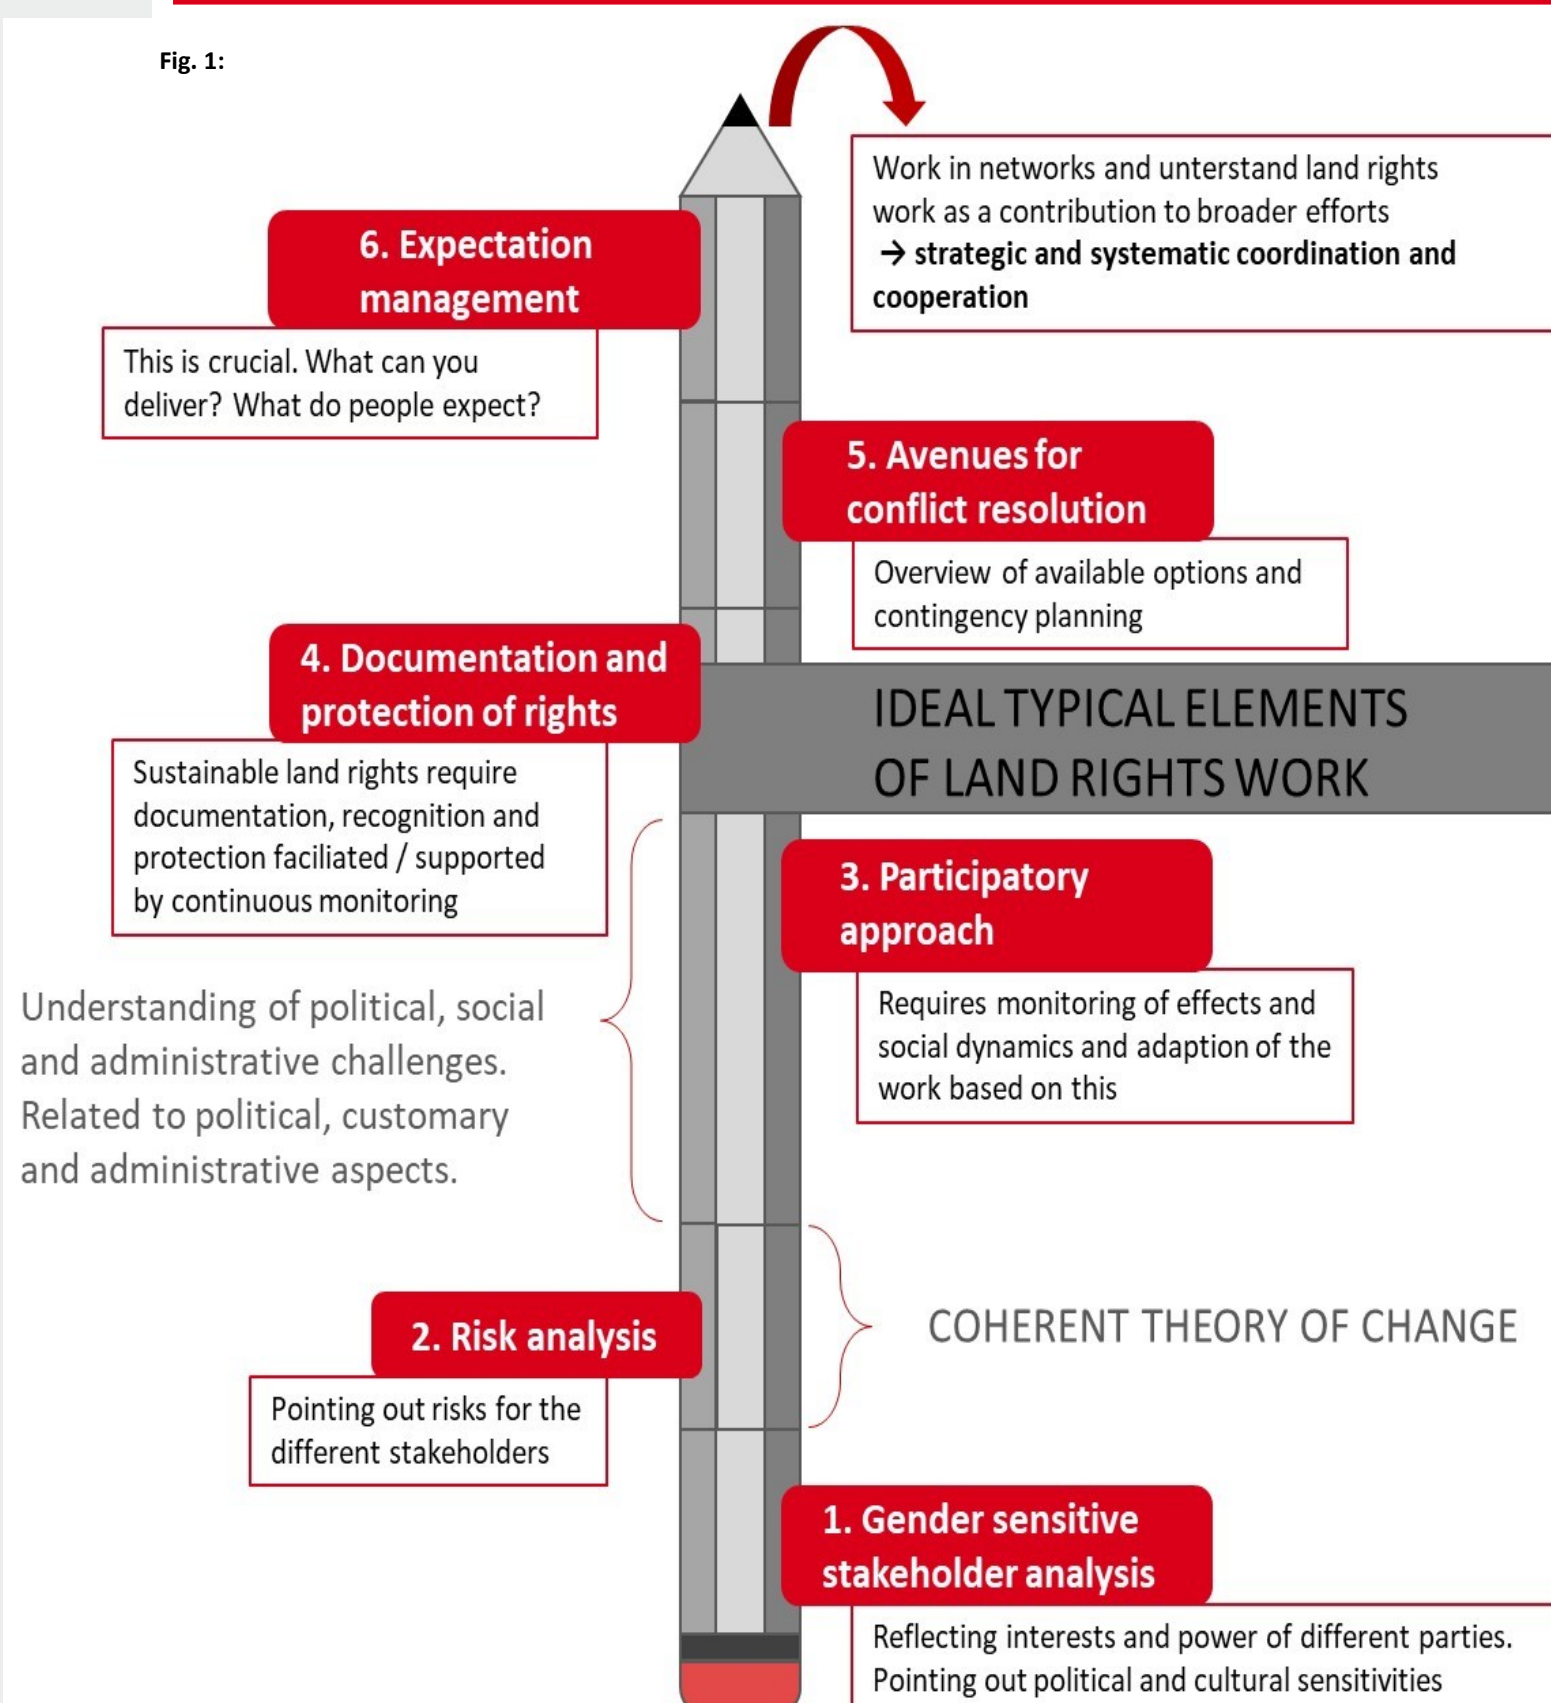 Fig. 1:
Work in networks and unterstand land rights
work as a contribution to broader efforts
→ strategic and systematic coordination and
cooperation
6. Expectation
management
This is crucial. What can you
deliver? What do people expect?
5. Avenues for
conflict resolution
Overview of available options and
contingency planning
4. Documentation and
protection of rights
Sustainable land rights require
documentation, recognition and
protection faciliated / supported
by continuous monitoring
IDEAL TYPICAL ELEMENTS
OF LAND RIGHTS WORK
3. Participatory
approach
Requires monitoring of effects and
social dynamics and adaption of the
work based on this
Understanding of political, social
and administrative challenges.
Related to political, customary
and administrative aspects.
2. Risk analysis
Pointing out risks for the
different stakeholders
COHERENT THEORY OF CHANGE
1. Gender sensitive
stakeholder analysis
Reflecting interests and power of different parties.
Pointing out political and cultural sensitivities